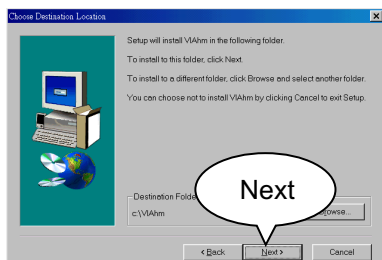 Choose Destination Location
Setup will install VIAhm in the following folder.
To install to this folder, click Next.
To install to a different folder, click Browse and select another folder.
You can choose not to install VIAhm by clicking Cancel to exit Setup.
Destination Folde
c:\VIAhm
owse...
Next
< Back
Next >
Cancel